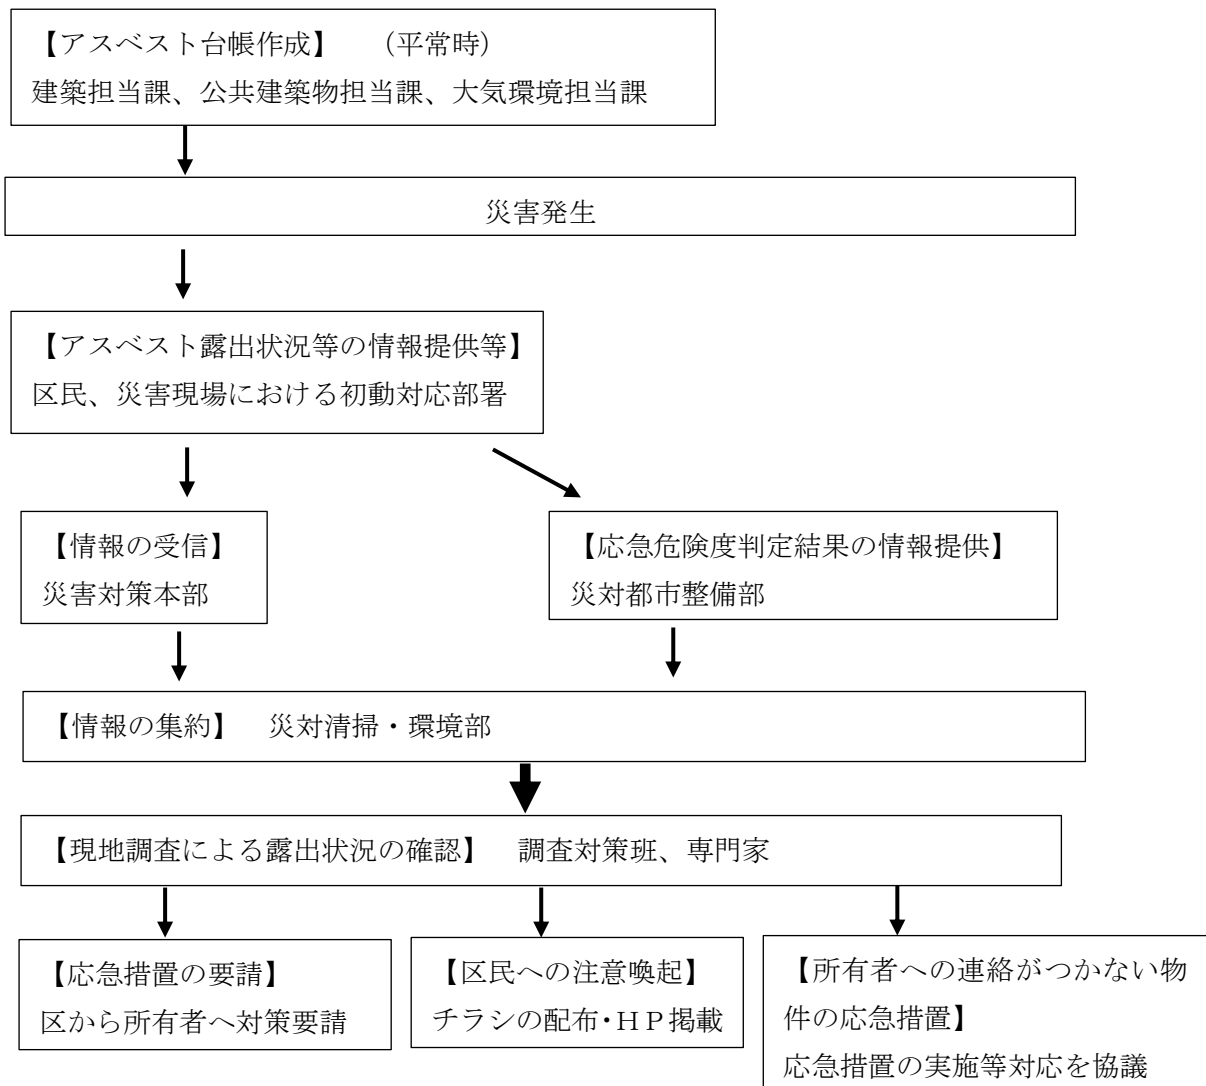 【アスベスト台帳作成】　（平常時）
建築担当課、公共建築物担当課、大気環境担当課
災害発生
【アスベスト露出状況等の情報提供等】
区民、災害現場における初動対応部署
【情報の受信】
災害対策本部
【応急危険度判定結果の情報提供】
災対都市整備部
【情報の集約】　災対清掃・環境部
【現地調査による露出状況の確認】　調査対策班、専門家
【応急措置の要請】
区から所有者へ対策要請
【区民への注意喚起】
チラシの配布･ＨＰ掲載
【所有者への連絡がつかない物
件の応急措置】
応急措置の実施等対応を協議